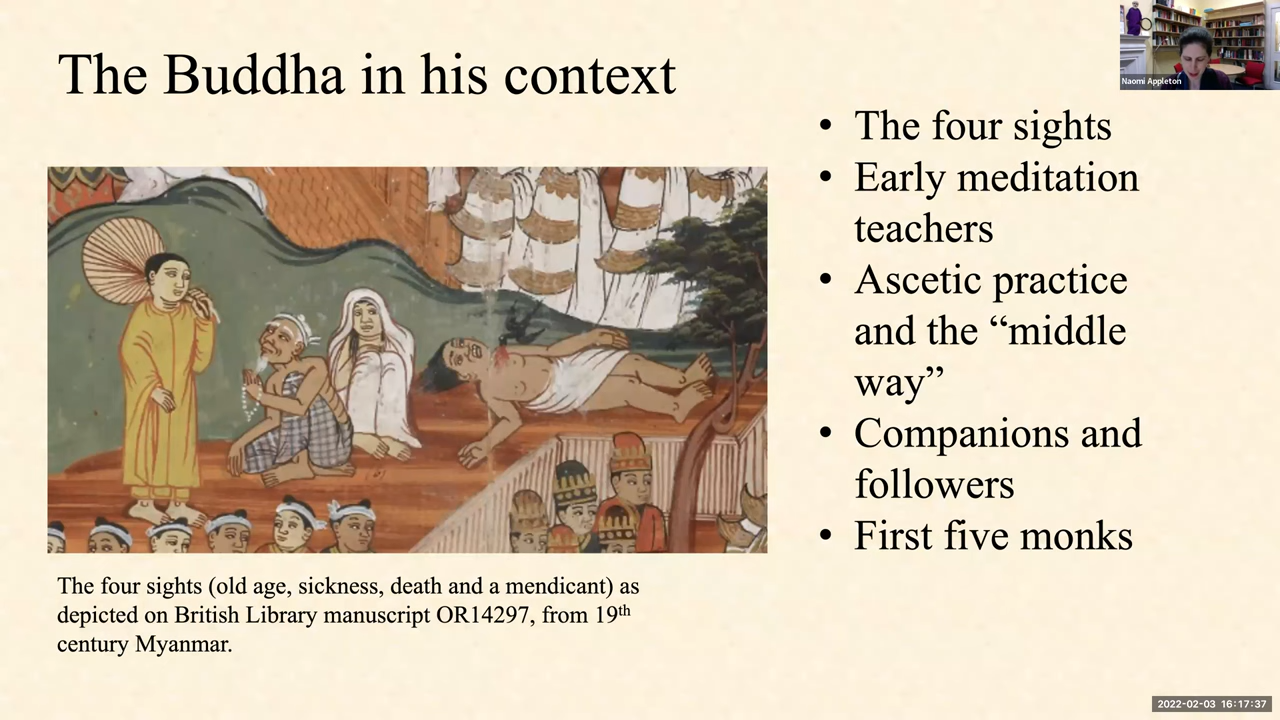 The Buddha in his context
Naomi Appleton
• The four sights
• Early meditation
teachers
• Ascetic practice
and the “middle
way”
• Companions and
followers
• First five monks
The four sights (old age, sickness, death and a mendicant) as
depicted on British Library manuscript OR14297, from 19th
century Myanmar.
2022-02-03 16:17:37